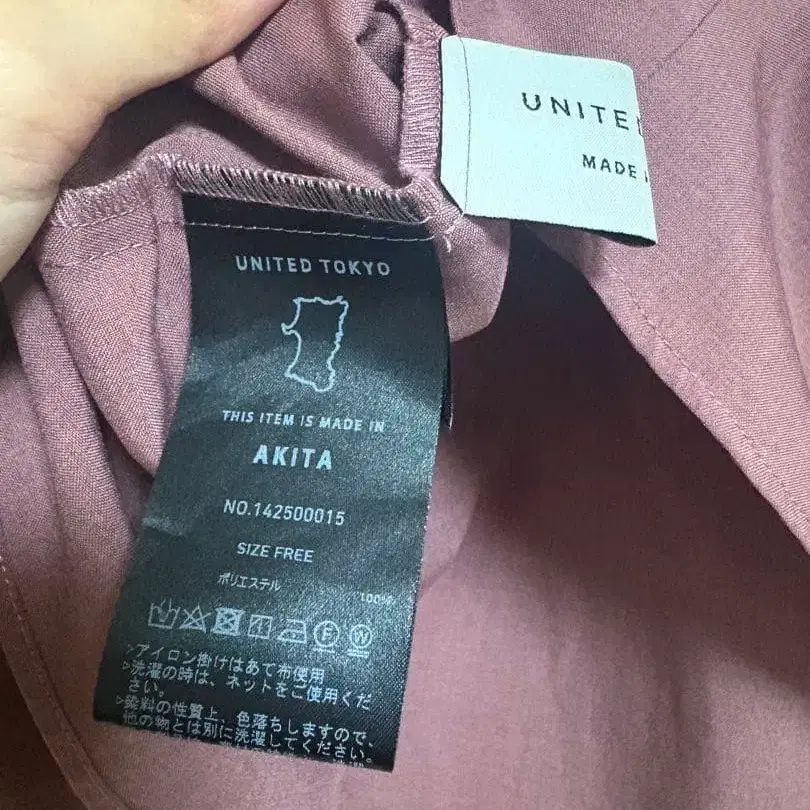 UNITE
MADE
UNITED TOKYO
THIS ITEM IS MADE IN
AKITA
NO.142500015
SIZE FREE
ポリエステル 100%
F W
>アイロン掛けはあて布使用
>洗濯の時は、ネットをご使用くだ
さい。
>染料の性質上、色落ちしますので、
他の物とは別に洗濯してください。